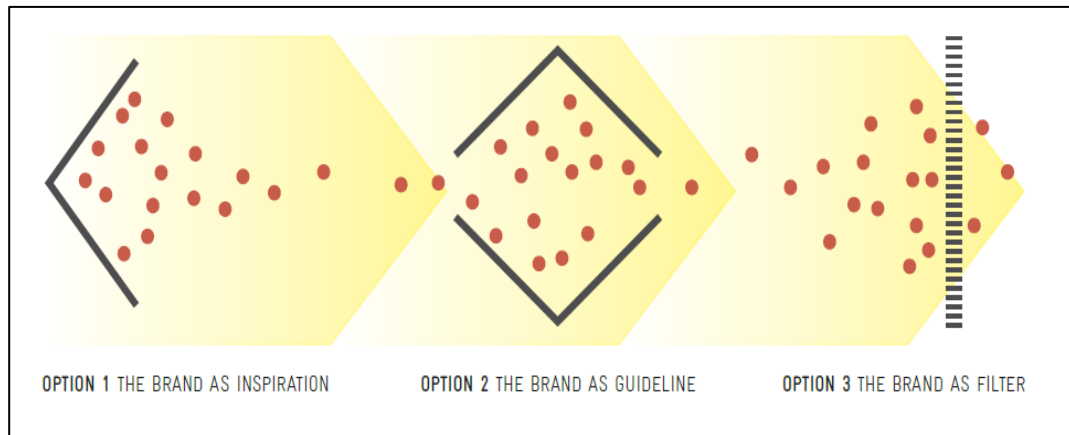 OPTION 1 THE BRAND AS INSPIRATION
OPTION 2 THE BRAND AS GUIDELINE
OPTION 3 THE BRAND AS FILTER